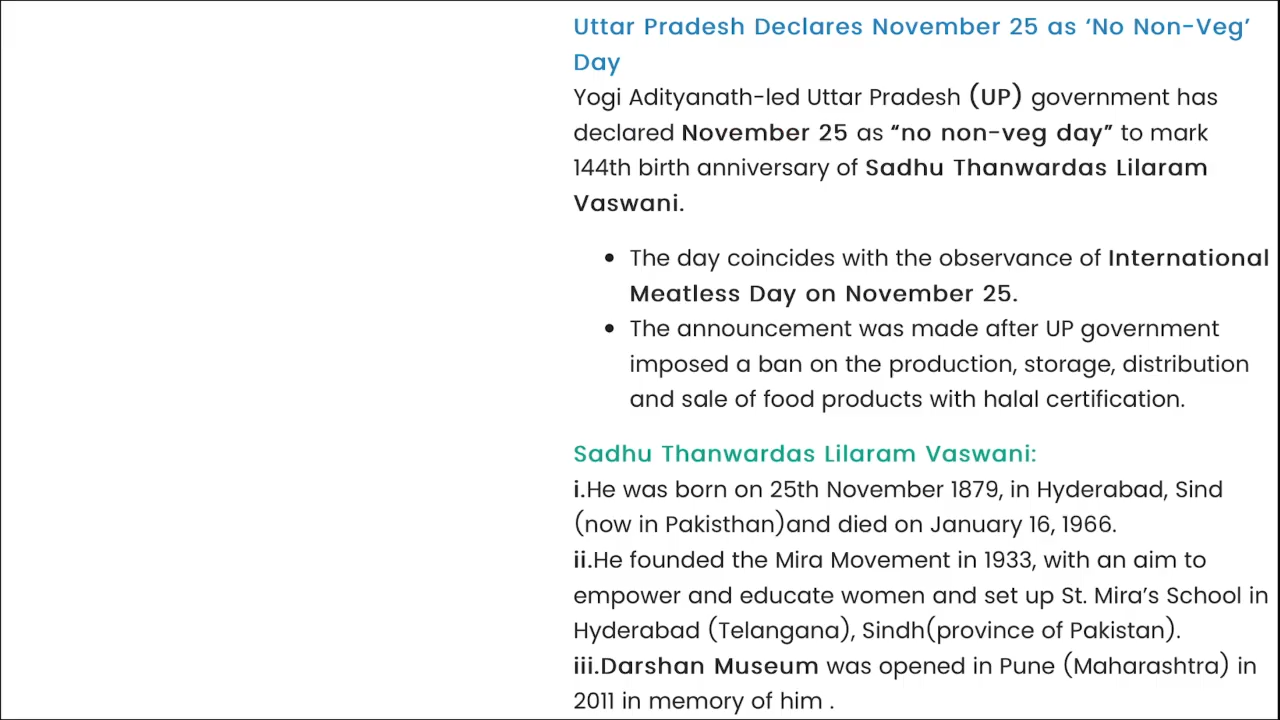 Uttar Pradesh Declares November 25 as ‘No Non-Veg’
Day
Yogi Adityanath-led Uttar Pradesh (UP) government has
declared November 25 as “no non-veg day” to mark
144th birth anniversary of Sadhu Thanwardas Lilaram
Vaswani.
• The day coincides with the observance of International
Meatless Day on November 25.
• The announcement was made after UP government
imposed a ban on the production, storage, distribution
and sale of food products with halal certification.
Sadhu Thanwardas Lilaram Vaswani:
i.He was born on 25th November 1879, in Hyderabad, Sind
(now in Pakisthan)and died on January 16, 1966.
ii.He founded the Mira Movement in 1933, with an aim to
empower and educate women and set up St. Mira’s School in
Hyderabad (Telangana), Sindh(province of Pakistan).
iii.Darshan Museum was opened in Pune (Maharashtra) in
2011 in memory of him .